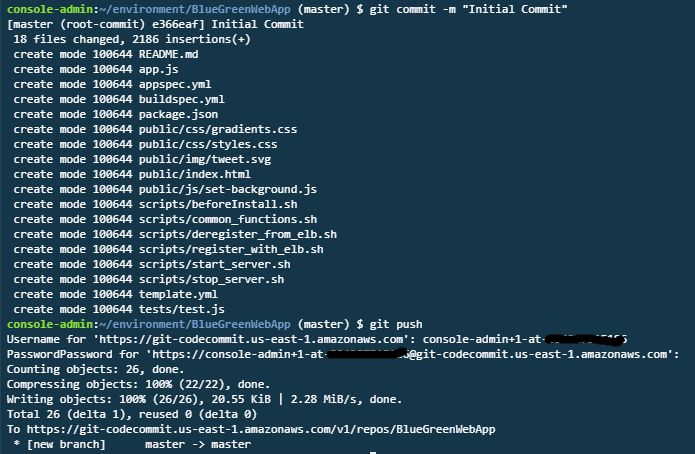 console-admin:~/environment/BlueGreenWebApp (master) $ git commit -m "Initial Commit"
[master (root-commit) e366eaf] Initial Commit
 18 files changed, 2186 insertions(+)
 create mode 100644 README.md
 create mode 100644 app.js
 create mode 100644 appspec.yml
 create mode 100644 buildspec.yml
 create mode 100644 package.json
 create mode 100644 public/css/gradients.css
 create mode 100644 public/css/styles.css
 create mode 100644 public/img/tweet.svg
 create mode 100644 public/index.html
 create mode 100644 public/js/set-background.js
 create mode 100644 scripts/beforeInstall.sh
 create mode 100644 scripts/common_functions.sh
 create mode 100644 scripts/deregister_from_elb.sh
 create mode 100644 scripts/register_with_elb.sh
 create mode 100644 scripts/start_server.sh
 create mode 100644 scripts/stop_server.sh
 create mode 100644 template.yml
 create mode 100644 tests/test.js
console-admin:~/environment/BlueGreenWebApp (master) $ git push
Username for 'https://git-codecommit.us-east-1.amazonaws.com': console-admin+1-at-
PasswordPassword for 'https://console-admin+1-at-@git-codecommit.us-east-1.amazonaws.com':
Counting objects: 26, done.
Compressing objects: 100% (22/22), done.
Writing objects: 100% (26/26), 20.55 KiB | 2.28 MiB/s, done.
Total 26 (delta 1), reused 0 (delta 0)
To https://git-codecommit.us-east-1.amazonaws.com/v1/repos/BlueGreenWebApp
 * [new branch]      master -> master